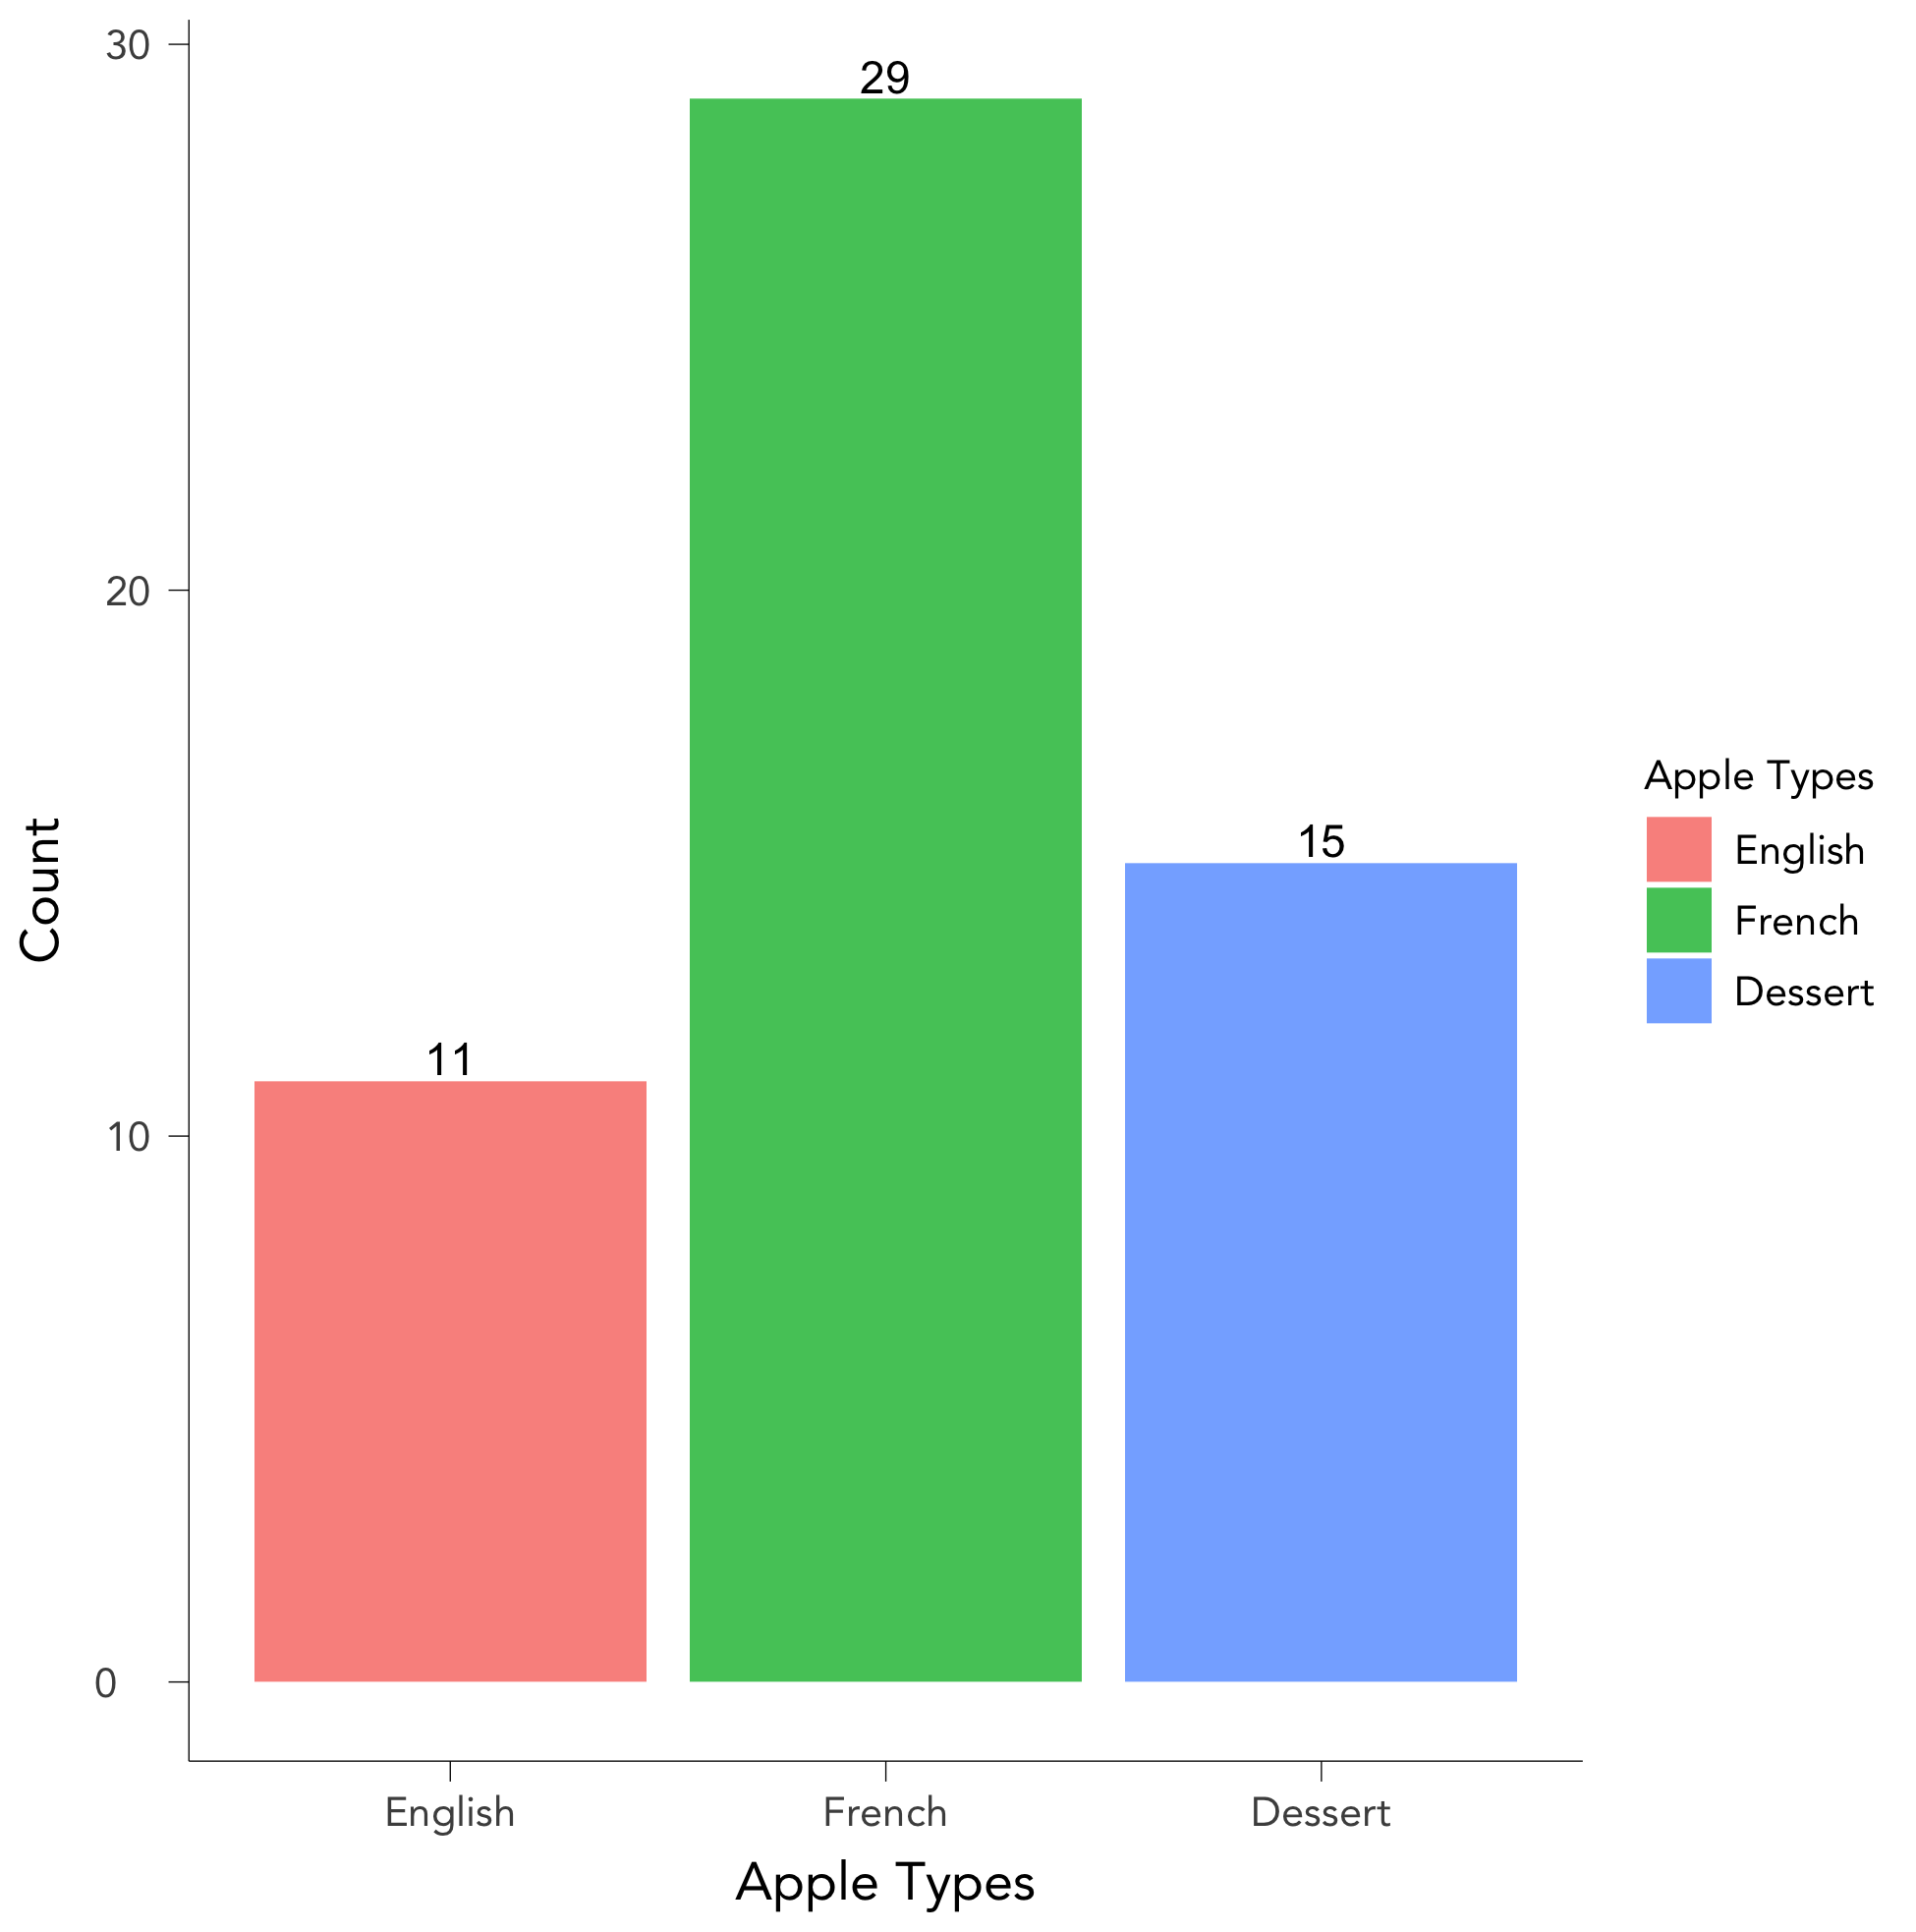 30
20
10
0
Count
29
15
11
English
French
Dessert
Apple Types
Apple Types
English
French
Dessert